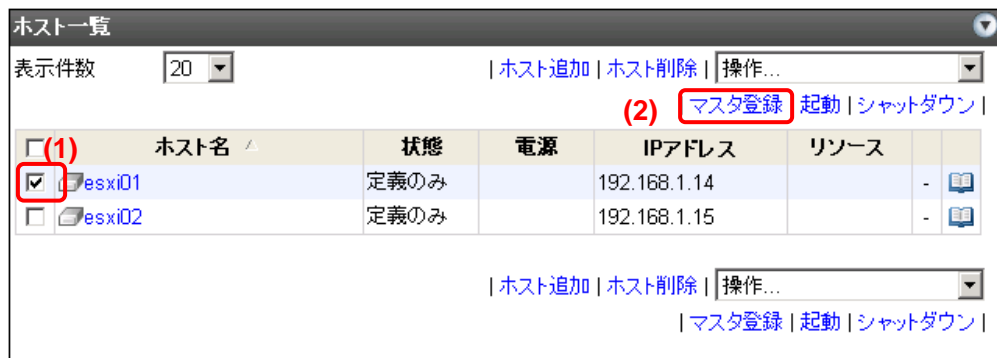 ホスト一覧
表示件数 20 | ホスト追加 | ホスト削除 | 操作...
(2) マスタ登録 起動 | シャットダウン |
(1) ホスト名 状態 電源 IPアドレス リソース
esxi01 定義のみ 192.168.1.14 -
esxi02 定義のみ 192.168.1.15 -
| ホスト追加 | ホスト削除 | 操作...
| マスタ登録 | 起動 | シャットダウン |